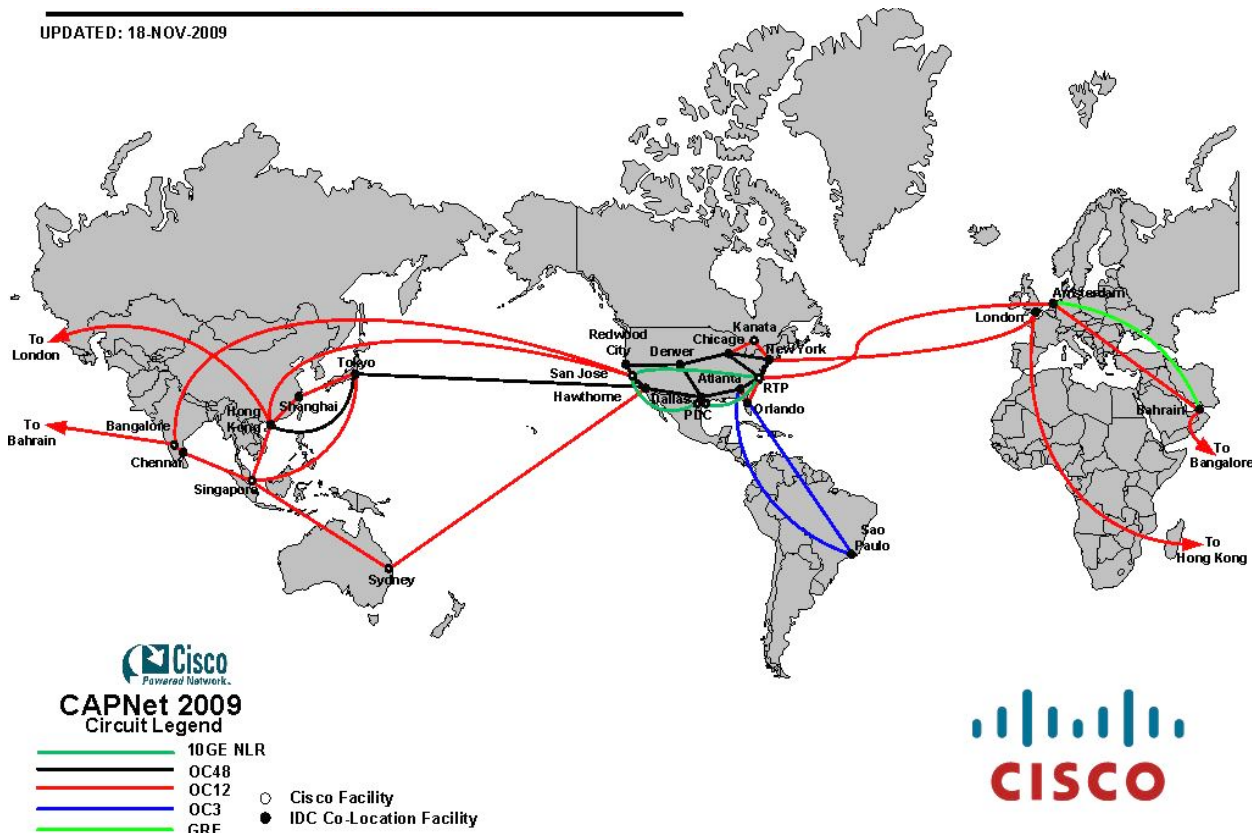 UPDATED: 18-NOV-2009
Amsterdam
London
Kanata
Chicago
New York
Redwood
City
Denver
To
London
Tokyo
San Jose
Atlanta
RTP
Hawthorne
Dallas
PDC
Orlando
Shanghai
Hong
Kong
Bahrain
To
Bahrain
Bangalore
Chennai
To
Bangalore
Singapore
Sao
Paulo
To
Hong Kong
Sydney
Cisco
Powered Network
CAPNet 2009
Circuit Legend
10GE NLR
OC48
OC12
OC3
GRE
Cisco Facility
IDC Co-Location Facility
CISCO